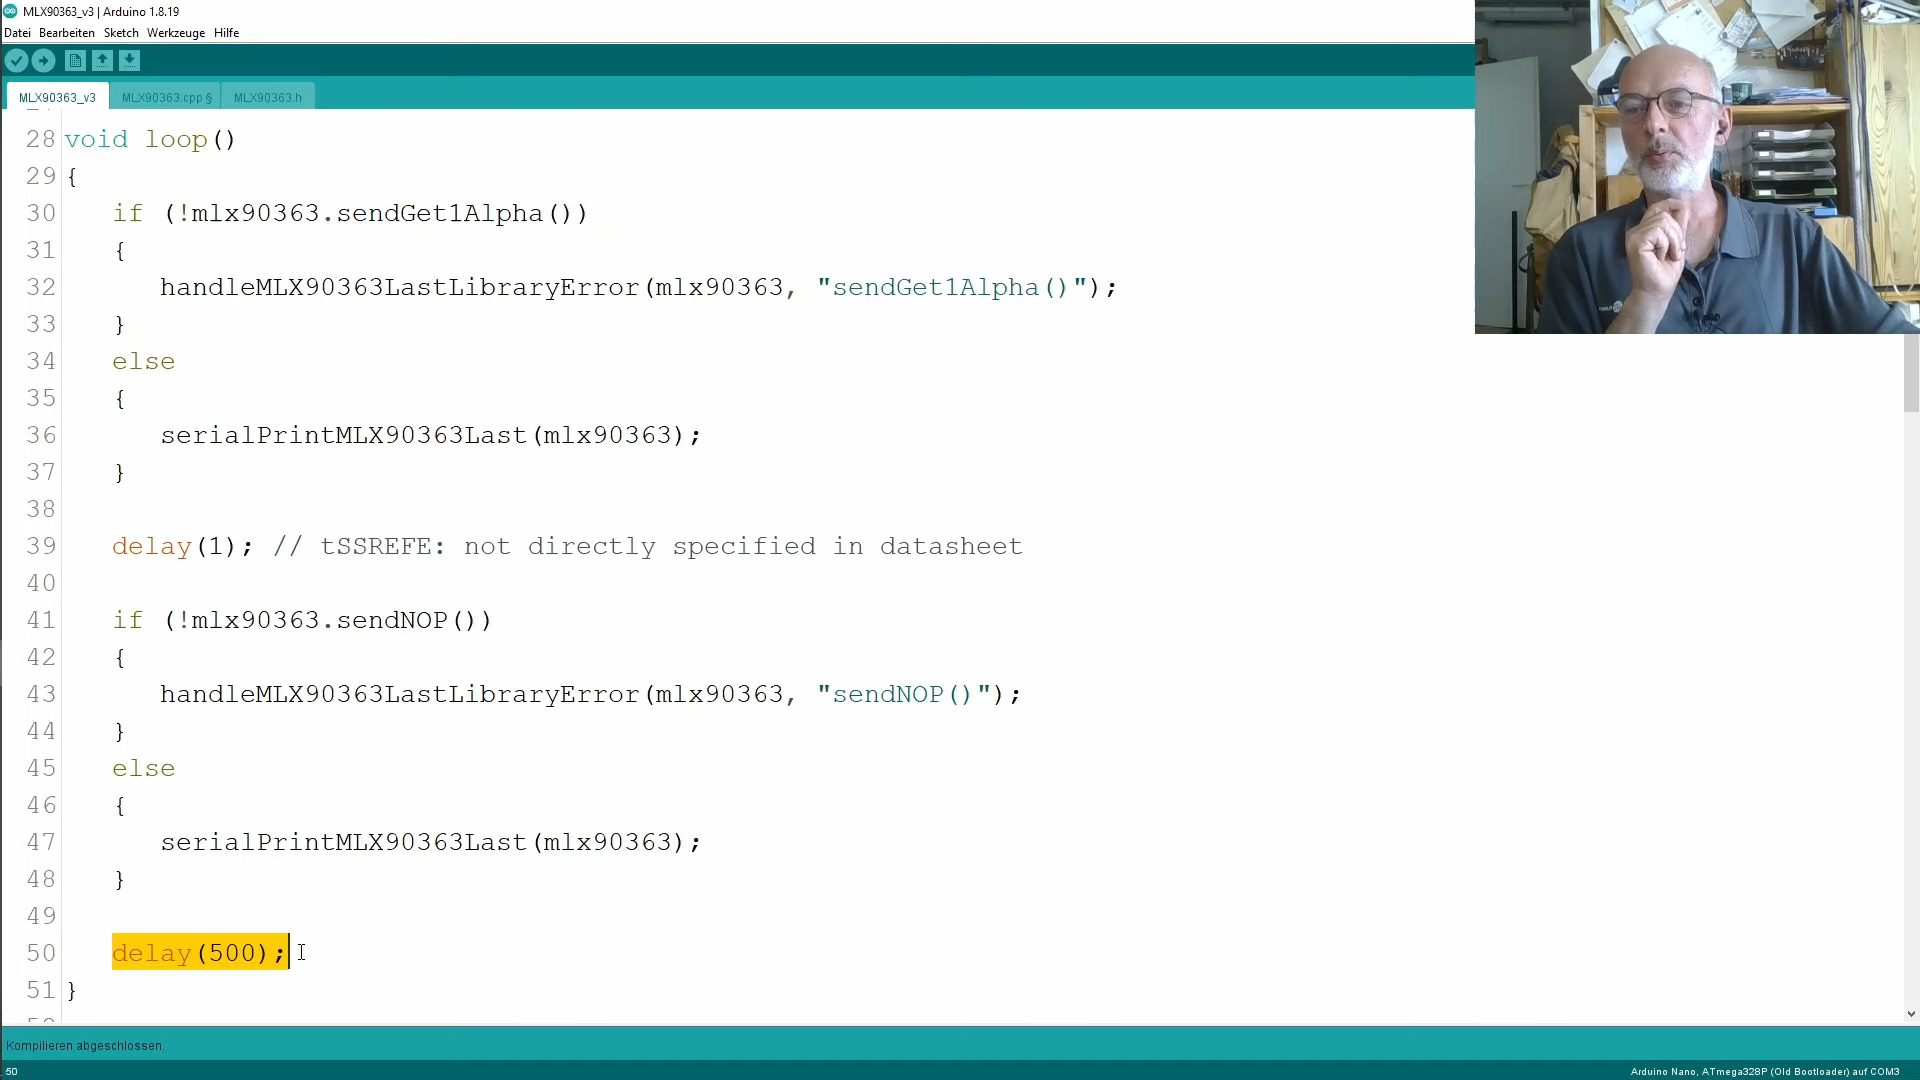 MLX90363_v3 | Arduino 1.8.19
Datei Bearbeiten Sketch Werkzeuge Hilfe
MLX90363_v3 MLX90363.cpp § MLX90363.h
28 void loop()
29 {
30 if (!mlx90363.sendGet1Alpha())
31 {
32 handleMLX90363LastLibraryError(mlx90363, "sendGet1Alpha()");
33 }
34 else
35 {
36 serialPrintMLX90363Last(mlx90363);
37 }
38
39 delay(1); // tSSREFE: not directly specified in datasheet
40
41 if (!mlx90363.sendNOP())
42 {
43 handleMLX90363LastLibraryError(mlx90363, "sendNOP()");
44 }
45 else
46 {
47 serialPrintMLX90363Last(mlx90363);
48 }
49
50 delay(500);
51 }
Kompilieren abgeschlossen.
50 Arduino Nano, ATmega328P (Old Bootloader) auf COM3